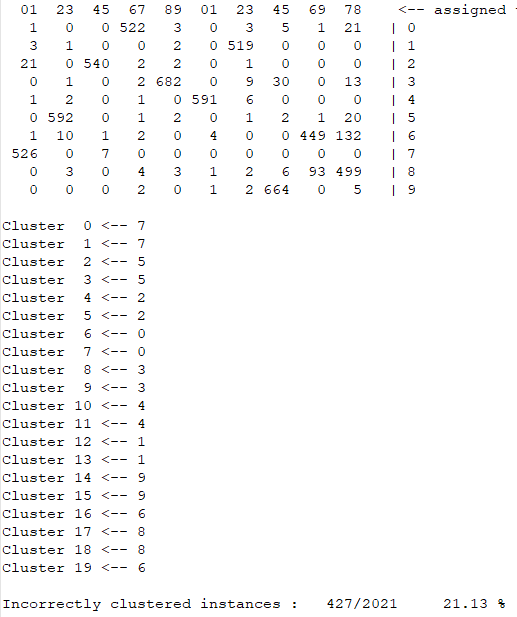 01 23 45 67 89 01 23 45 69 78 <-- assigned
1 0 0 522 3 0 3 5 1 21 | 0
3 1 0 0 2 0 519 0 0 0 | 1
21 0 540 2 2 0 1 0 0 0 | 2
0 1 0 2 682 0 9 30 0 13 | 3
1 2 0 1 0 591 6 0 0 0 | 4
0 592 0 1 2 0 1 2 1 20 | 5
1 10 1 2 0 4 0 0 449 132 | 6
526 0 7 0 0 0 0 0 0 0 | 7
0 3 0 4 3 1 2 6 93 499 | 8
0 0 0 2 0 1 2 664 0 5 | 9
Cluster 0 <-- 7
Cluster 1 <-- 7
Cluster 2 <-- 5
Cluster 3 <-- 5
Cluster 4 <-- 2
Cluster 5 <-- 2
Cluster 6 <-- 0
Cluster 7 <-- 0
Cluster 8 <-- 3
Cluster 9 <-- 3
Cluster 10 <-- 4
Cluster 11 <-- 4
Cluster 12 <-- 1
Cluster 13 <-- 1
Cluster 14 <-- 9
Cluster 15 <-- 9
Cluster 16 <-- 6
Cluster 17 <-- 8
Cluster 18 <-- 8
Cluster 19 <-- 6
Incorrectly clustered instances : 427/2021 21.13 %